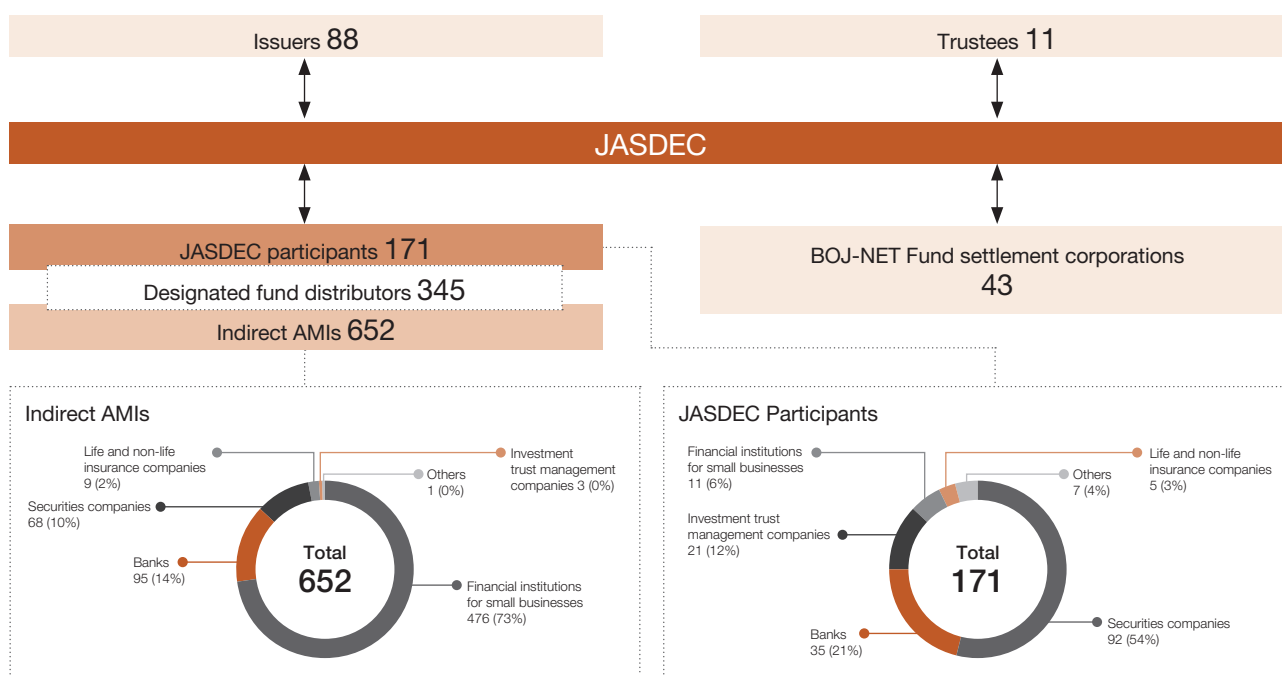 Issuers 88
Trustees 11
JASDEC
JASDEC participants 171
Designated fund distributors 345
Indirect AMIs 652
BOJ-NET Fund settlement corporations
43
Indirect AMIs
Life and non-life
insurance companies
9 (2%)
Securities companies
68 (10%)
Banks
95 (14%)
Others
1 (0%)
Investment
trust management
companies 3 (0%)
Total
652
Financial institutions
for small businesses
476 (73%)
JASDEC Participants
Financial institutions
for small businesses
11 (6%)
Investment trust
management companies
21 (12%)
Banks
35 (21%)
Others
7 (4%)
Life and non-life
insurance companies
5 (3%)
Total
171
Securities companies
92 (54%)